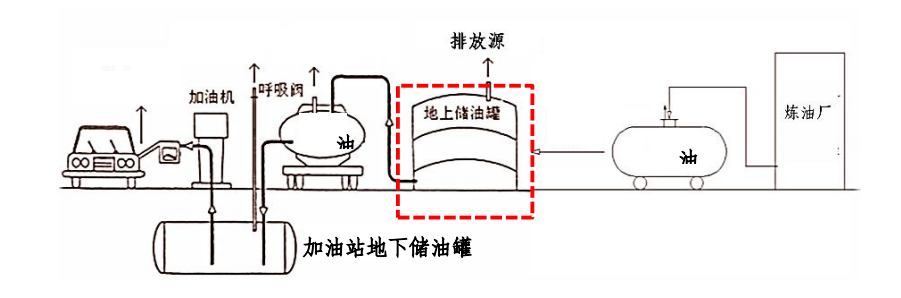 排放源
加油机
呼吸阀
地上储油罐
炼油厂
油
油
加油站地下储油罐